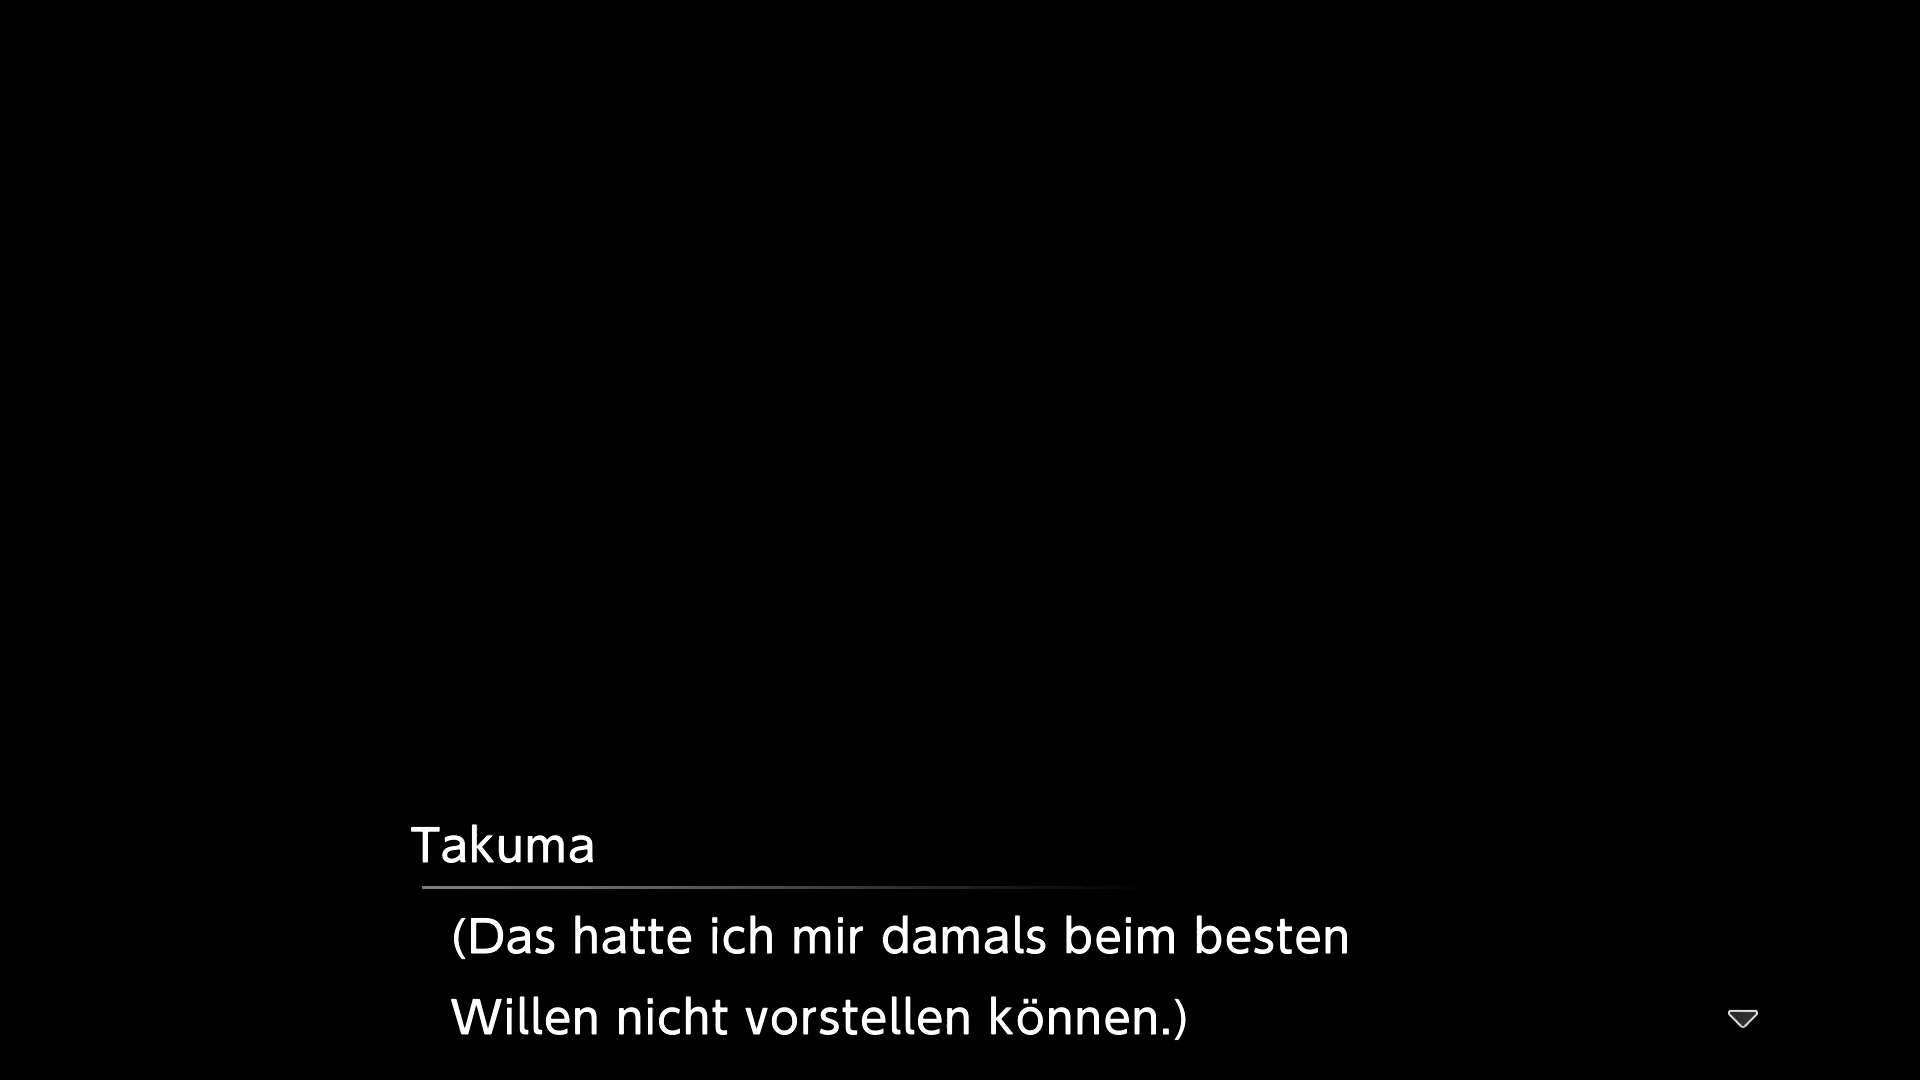 Takuma
(Das hatte ich mir damals beim besten
Willen nicht vorstellen können.)